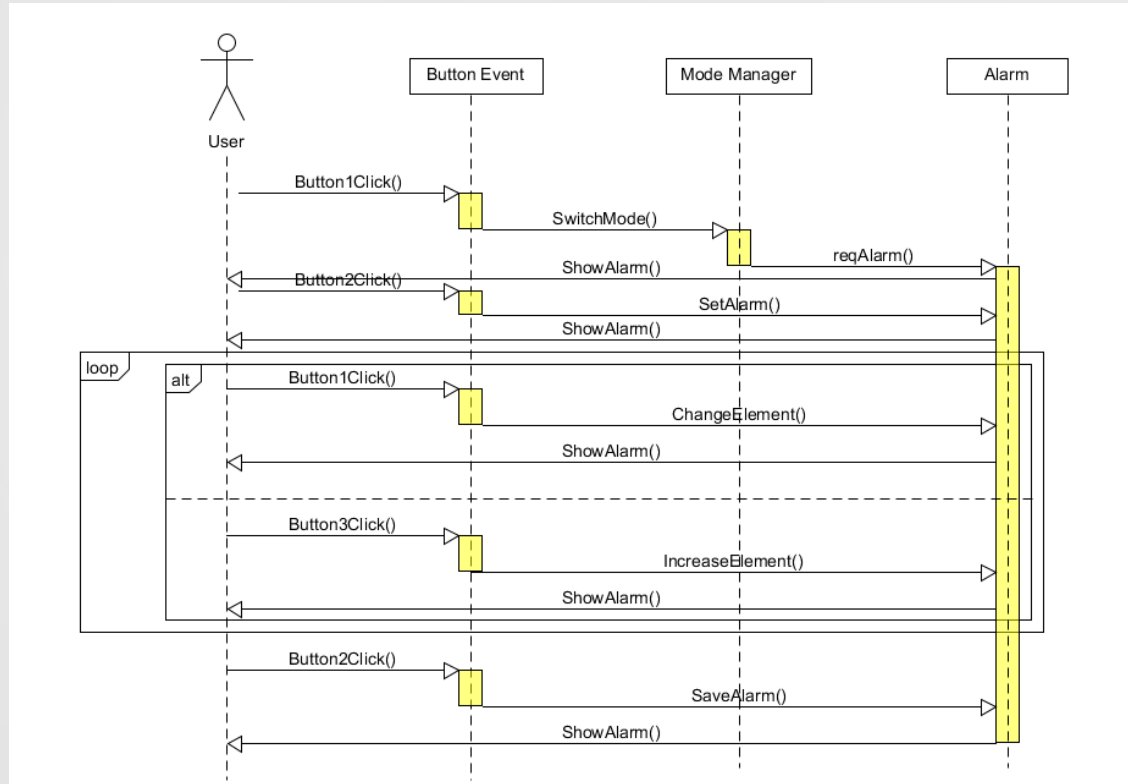 Button Event
Mode Manager
Alarm
User
Button1Click()
SwitchMode()
reqAlarm()
ShowAlarm()
Button2Click()
SetAlarm()
ShowAlarm()
loop
alt
Button1Click()
ChangeElement()
ShowAlarm()
Button3Click()
IncreaseElement()
ShowAlarm()
Button2Click()
SaveAlarm()
ShowAlarm()